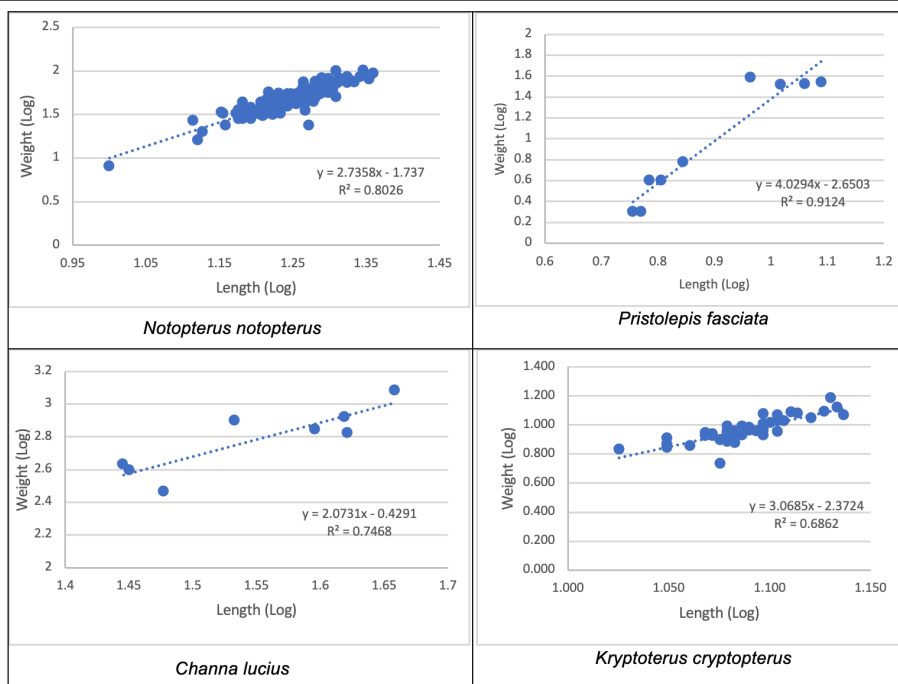 2.5
2
1.5
1
0.5
0
Weight (Log)
y = 2.7358x - 1.737
R² = 0.8026
0.95 1.05 1.15 1.25 1.35 1.45
Length (Log)
Notopterus notopterus
2
1.8
1.6
1.4
1.2
1
0.8
0.6
0.4
0.2
0
Weight (Log)
y = 4.0294x - 2.6503
R² = 0.9124
0.6 0.7 0.8 0.9 1 1.1 1.2
Length (Log)
Pristolepis fasciata
3.2
3
2.8
2.6
2.4
2.2
2
Weight (Log)
y = 2.0731x - 0.4291
R² = 0.7468
1.4 1.45 1.5 1.55 1.6 1.65 1.7
Length (Log)
Channa lucius
1.400
1.200
1.000
0.800
0.600
0.400
0.200
0.000
Weight (Log)
y = 3.0685x - 2.3724
R² = 0.6862
1.000 1.050 1.100 1.150
Length (Log)
Kryptoterus cryptopterus